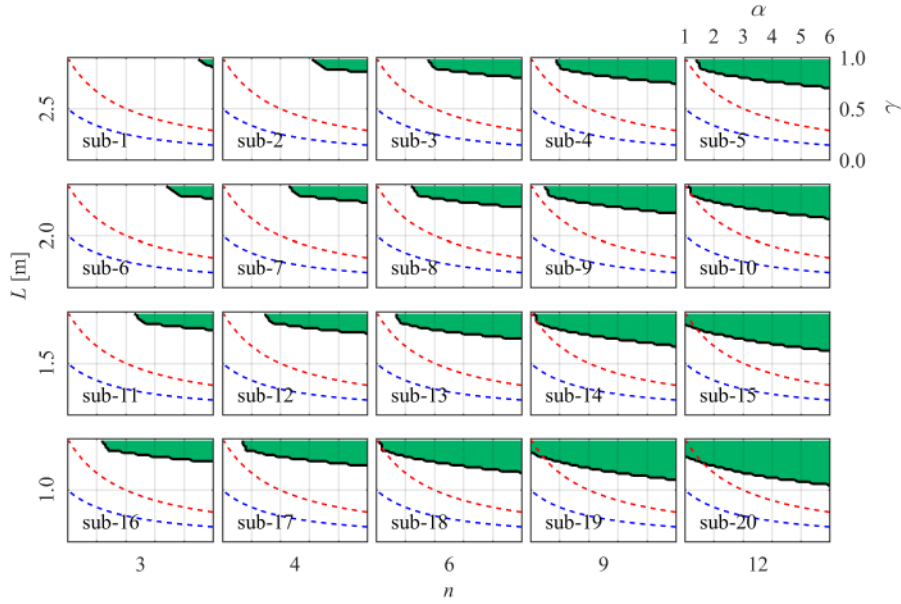 α
1 2 3 4 5 6
2.5 sub-1 sub-2 sub-3 sub-4 sub-5 1.0 0.5 0.0 γ
2.0 sub-6 sub-7 sub-8 sub-9 sub-10
L [m]
1.5 sub-11 sub-12 sub-13 sub-14 sub-15
1.0 sub-16 sub-17 sub-18 sub-19 sub-20
3 4 6 9 12
n